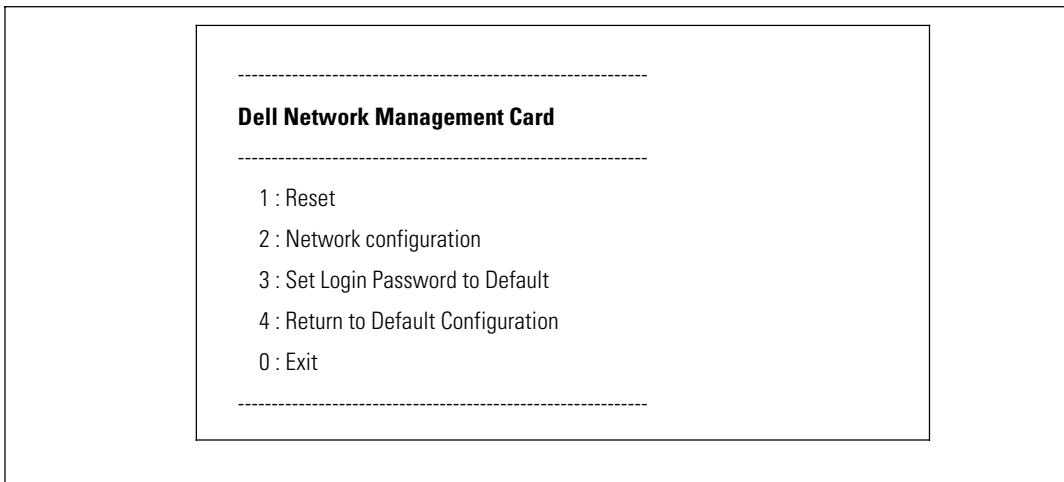 -------------------------------------------------------------
Dell Network Management Card
-------------------------------------------------------------
1 : Reset
2 : Network configuration
3 : Set Login Password to Default
4 : Return to Default Configuration
0 : Exit
-------------------------------------------------------------